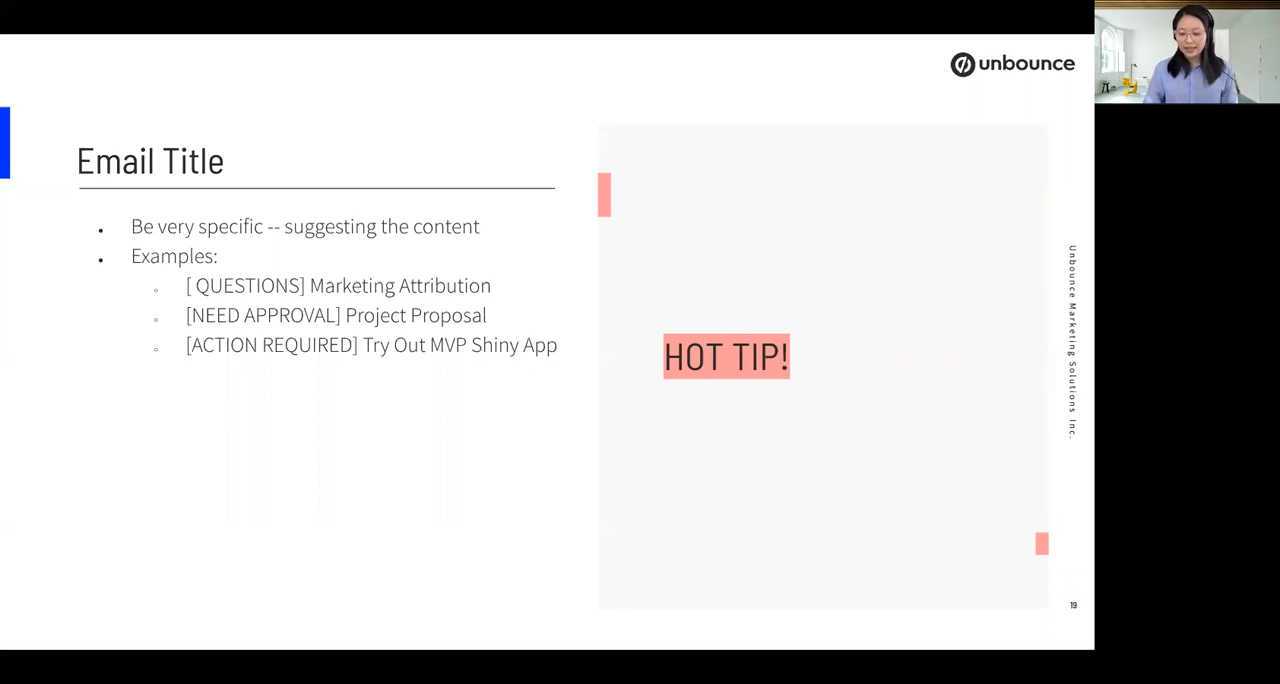 unbounce
Email Title
Be very specific -- suggesting the content
Examples:
[ QUESTIONS] Marketing Attribution
[NEED APPROVAL] Project Proposal
[ACTION REQUIRED] Try Out MVP Shiny App
HOT TIP!
Unbounce Marketing Solutions Inc.
19